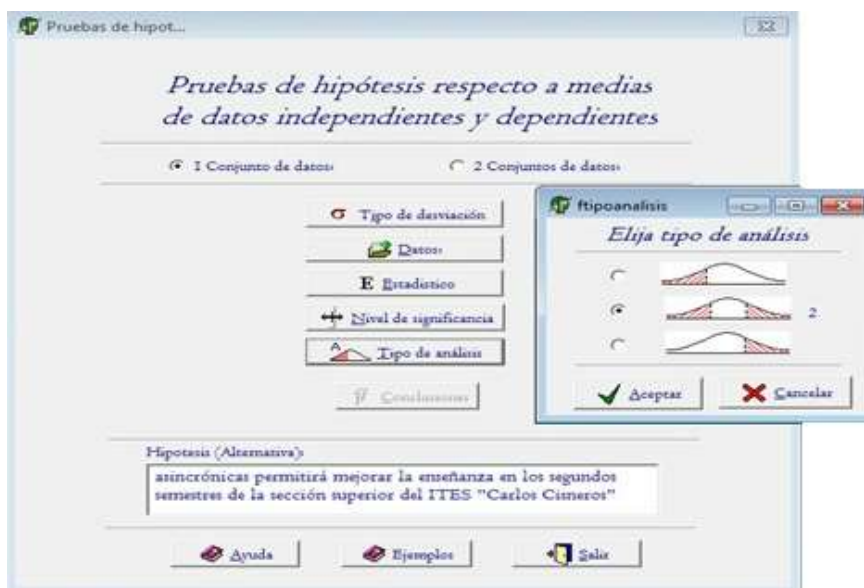 Pruebas de hipot...
Pruebas de hipótesis respecto a medias
de datos independientes y dependientes
1 Conjunto de datos:
2 Conjuntos de datos:
σ Tipo de desviación
Datos:
E Estadístico
Nivel de significancia
A Tipo de análisis
Conclusiones
Hipotesis (Alternativa):
asincrónicas permitirá mejorar la enseñanza en los segundos
semestres de la sección superior del ITES "Carlos Cisneros"
Ayuda
Ejemplos
Salir
ftipoanalisis
Elija tipo de análisis
2
Aceptar
Cancelar